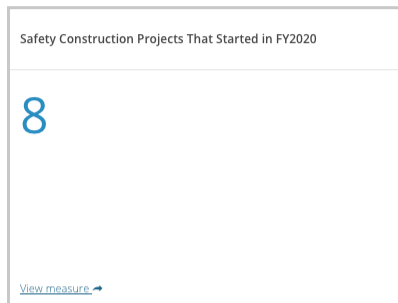 Safety Construction Projects That Started in FY2020
8
View measure